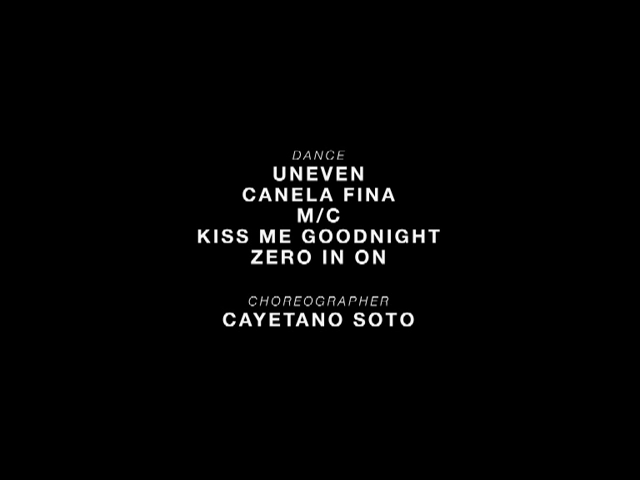 DANCE
UNEVEN
CANELA FINA
M/C
KISS ME GOODNIGHT
ZERO IN ON
CHOREOGRAPHER
CAYETANO SOTO